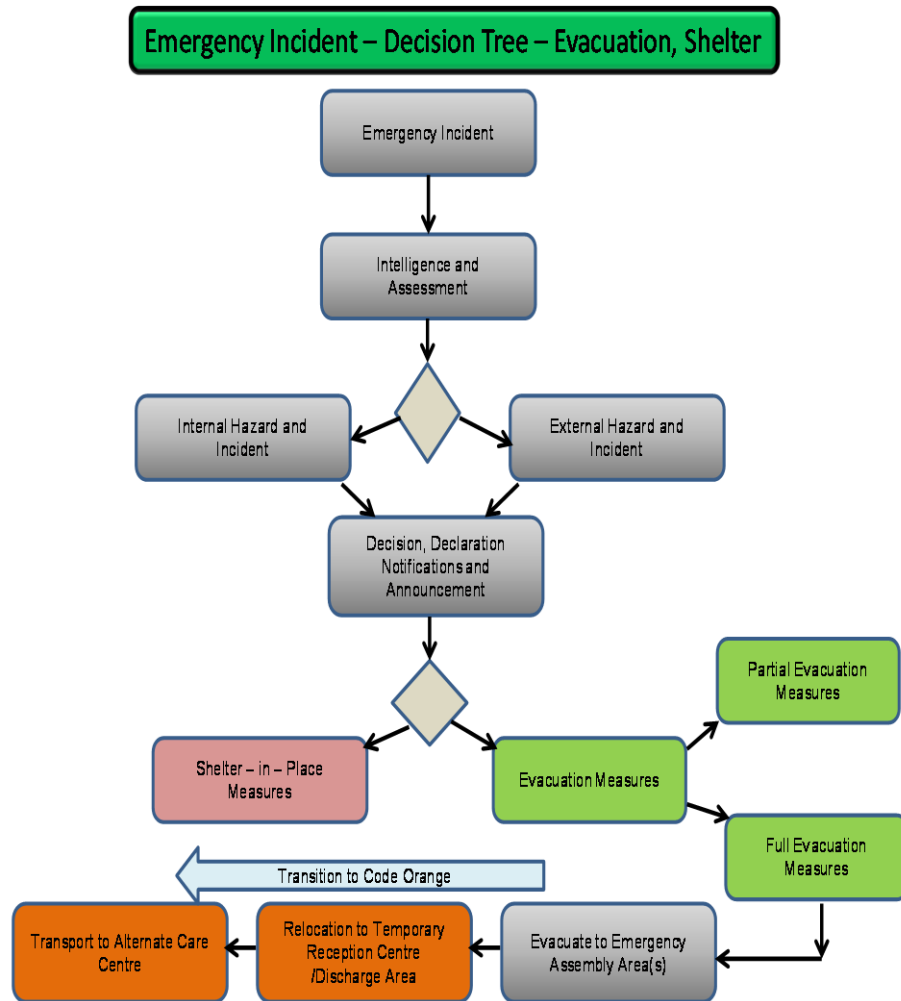 Emergency Incident – Decision Tree – Evacuation, Shelter
Emergency Incident
Intelligence and
Assessment
Internal Hazard and
Incident
External Hazard and
Incident
Decision, Declaration
Notifications and
Announcement
Partial Evacuation
Measures
Shelter – in – Place
Measures
Evacuation Measures
Full Evacuation
Measures
Transition to Code Orange
Transport to Alternate Care
Centre
Relocation to Temporary
Reception Centre
/Discharge Area
Evacuate to Emergency
Assembly Area(s)